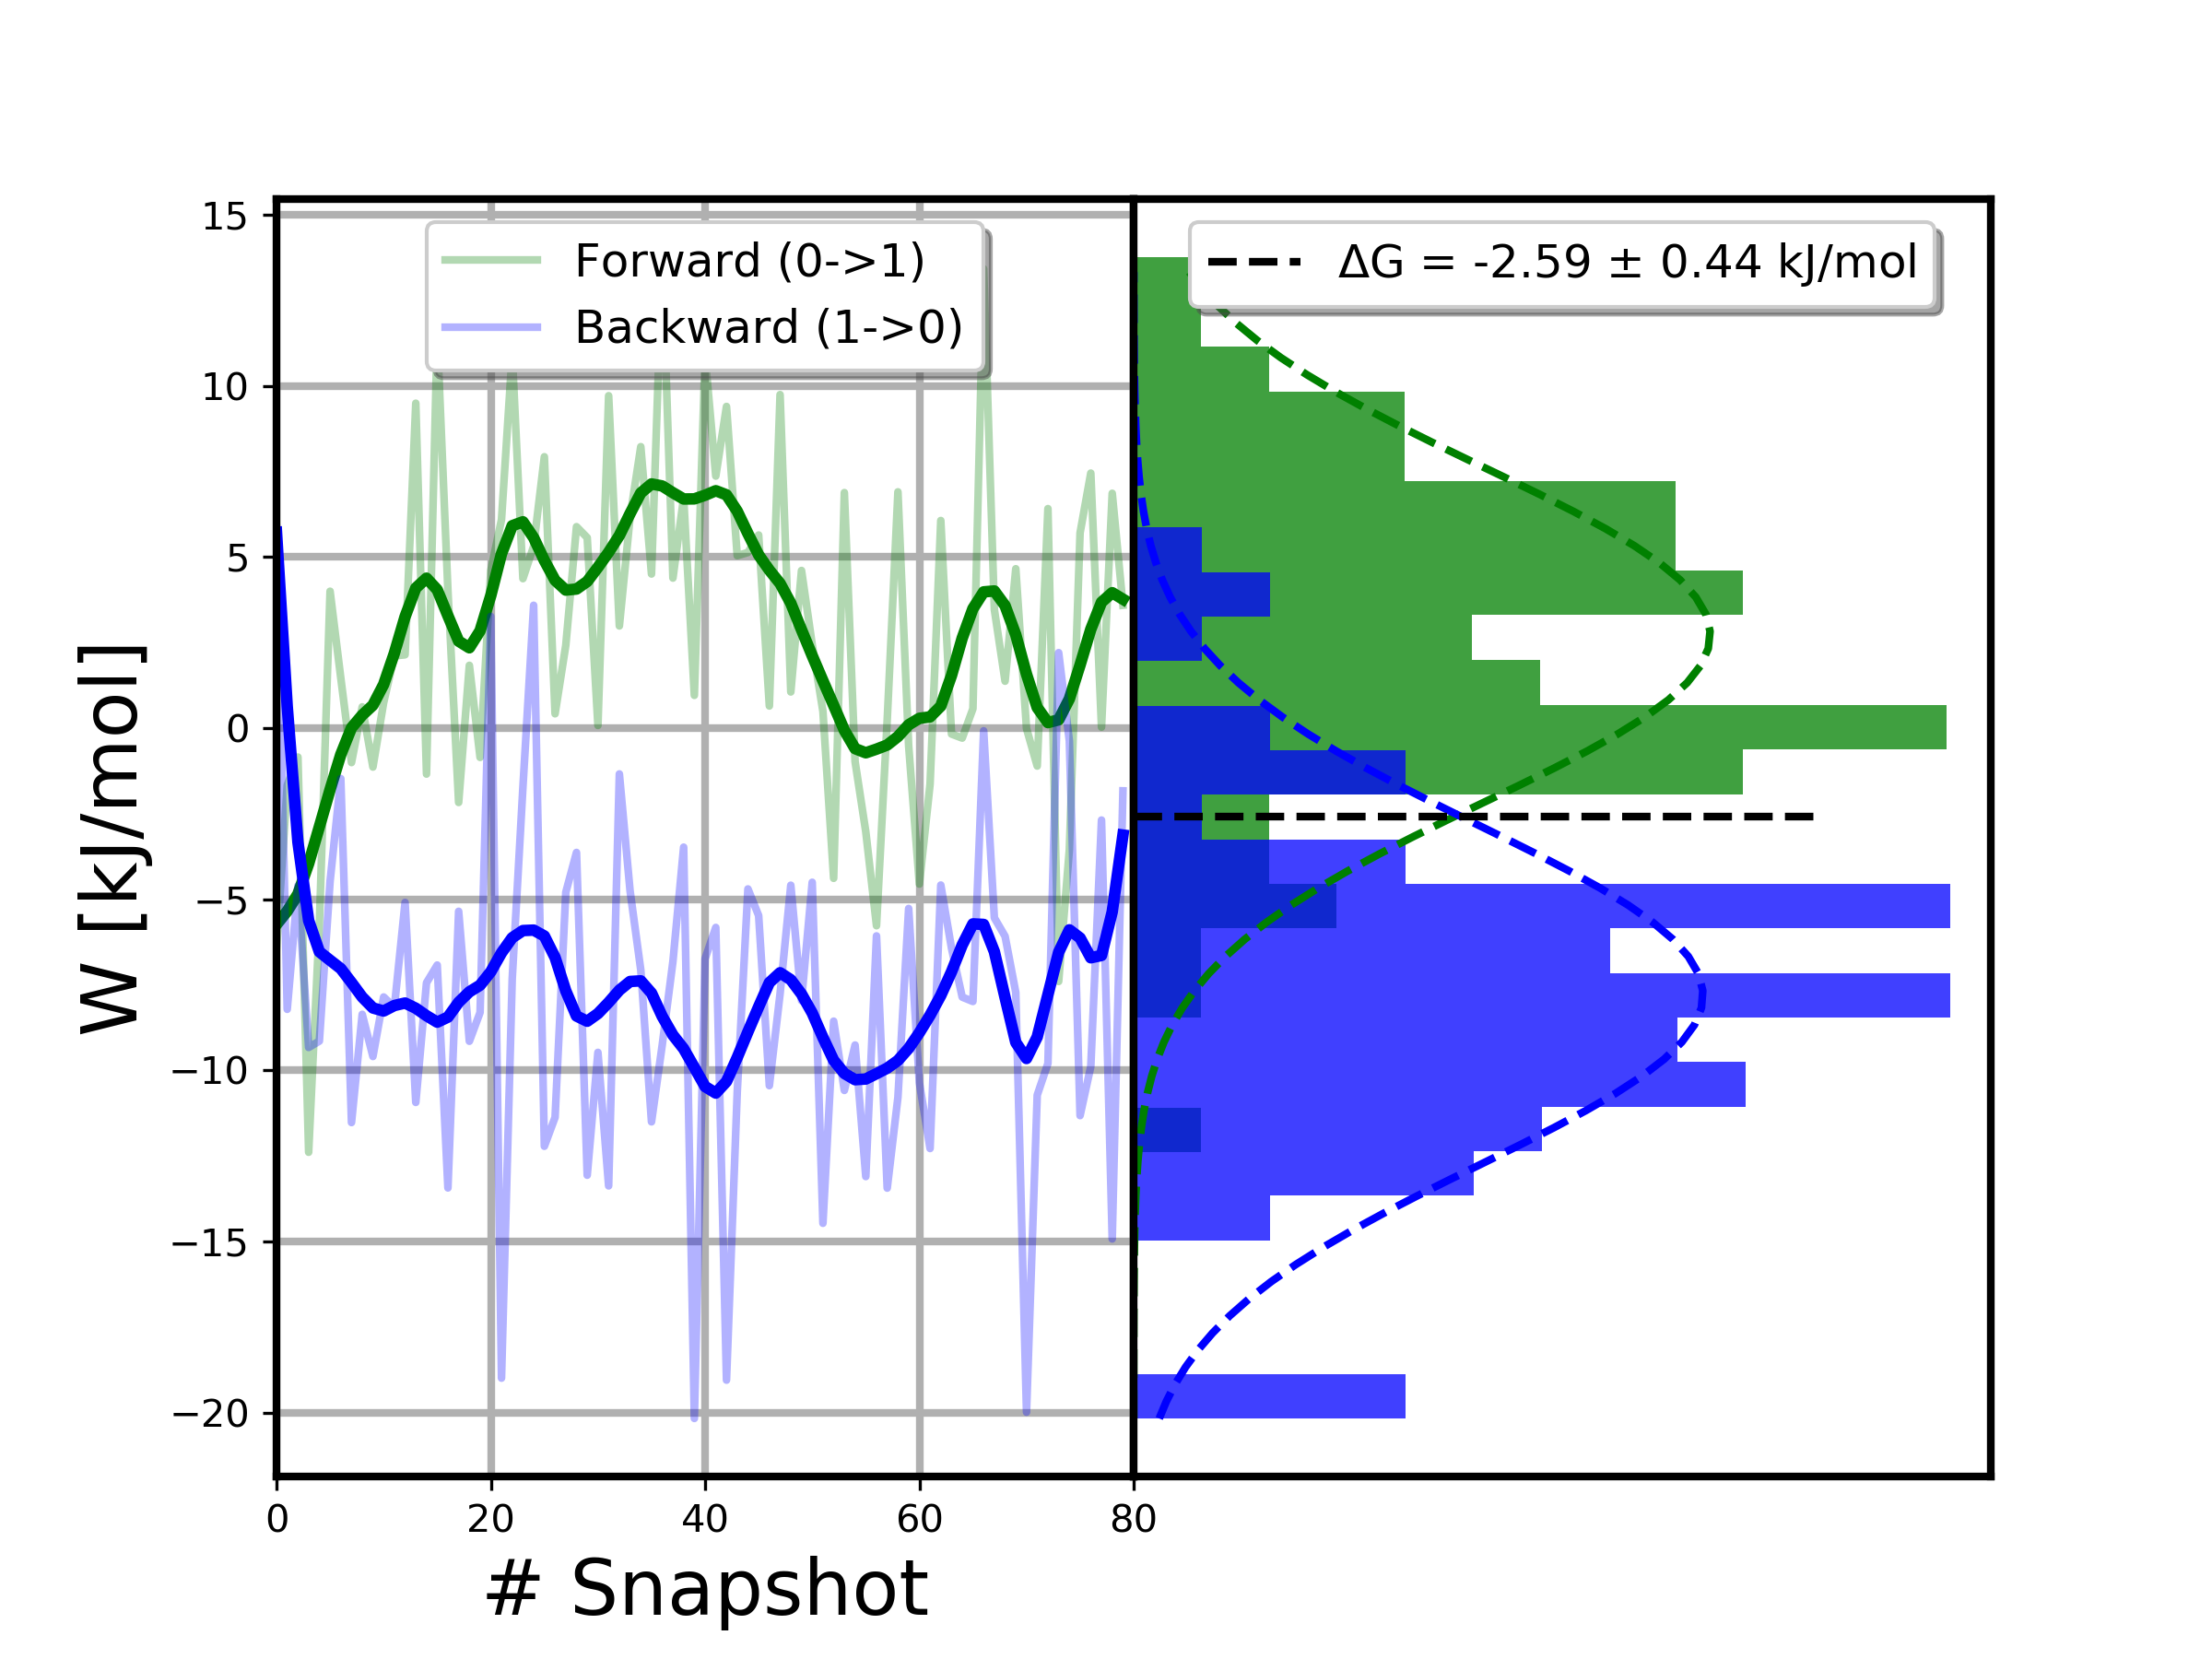 15
10
5
0
−5
−10
−15
−20
W [kJ/mol]
Forward (0->1)
Backward (1->0)
ΔG = -2.59 ± 0.44 kJ/mol
0 20 40 60 80
# Snapshot